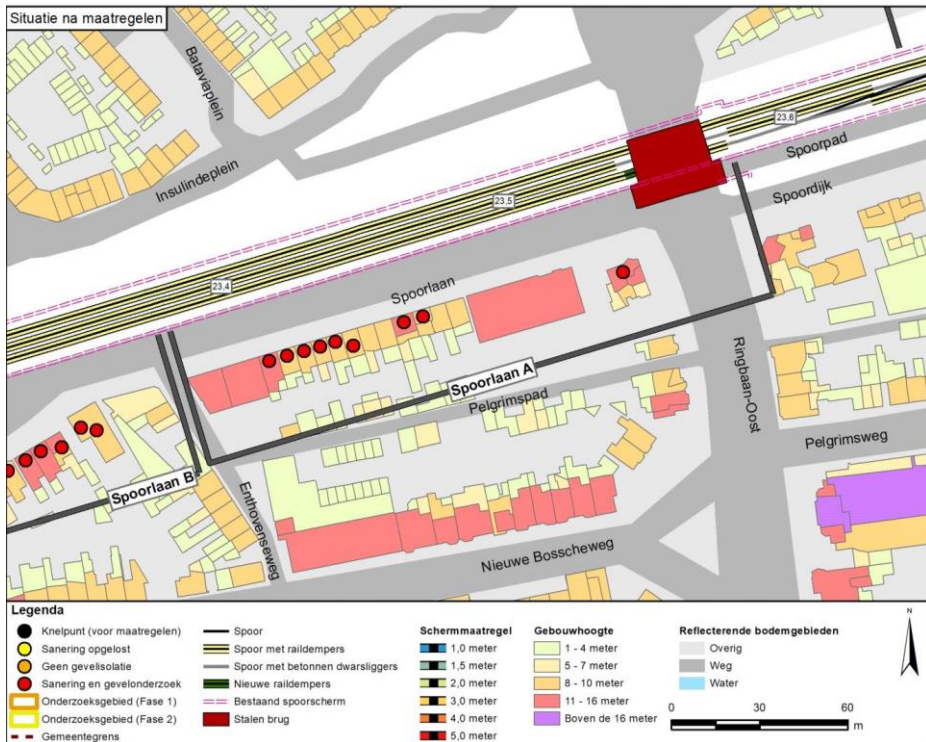 Situatie na maatregelen
Bataviaplein
Insulindeplein
23,6
Spoorpad
Spoordijk
23,5
23,4
Spoorlaan
Spoorlaan A
Pelgrimspad
Ringbaan-Oost
Pelgrimsweg
Spoorlaan B
Enthovenseweg
Nieuwe Bosscheweg
Legenda
Knelpunt (voor maatregelen)
Sanering opgelost
Geen gevelisolatie
Sanering en gevelonderzoek
Onderzoeksgebied (Fase 1)
Onderzoeksgebied (Fase 2)
Gemeentegrens
Spoor
Spoor met raildempers
Spoor met betonnen dwarsliggers
Nieuwe raildempers
Bestaand spoorscherm
Stalen brug
Schermmaatregel
1,0 meter
1,5 meter
2,0 meter
3,0 meter
4,0 meter
5,0 meter
Gebouwhoogte
1 - 4 meter
5 - 7 meter
8 - 10 meter
11 - 16 meter
Boven de 16 meter
Reflecterende bodemgebieden
Overig
Weg
Water
N
0 30 60
m